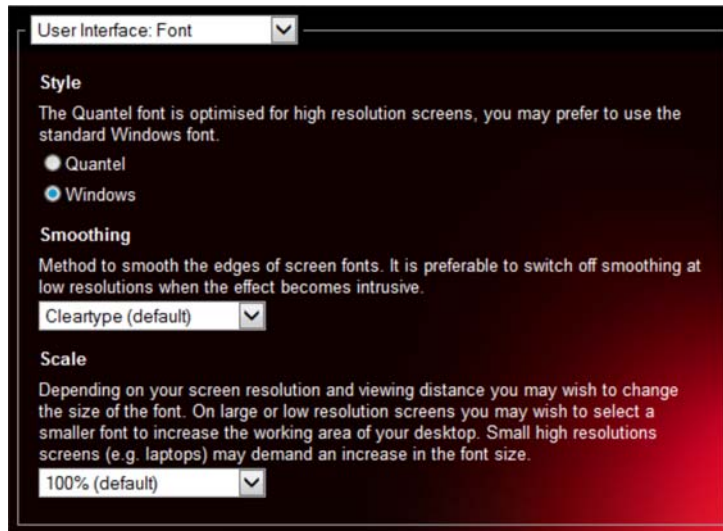 User Interface: Font
Style
The Quantel font is optimised for high resolution screens, you may prefer to use the
standard Windows font.
Quantel
Windows
Smoothing
Method to smooth the edges of screen fonts. It is preferable to switch off smoothing at
low resolutions when the effect becomes intrusive.
Cleartype (default)
Scale
Depending on your screen resolution and viewing distance you may wish to change
the size of the font. On large or low resolution screens you may wish to select a
smaller font to increase the working area of your desktop. Small high resolutions
screens (e.g. laptops) may demand an increase in the font size.
100% (default)